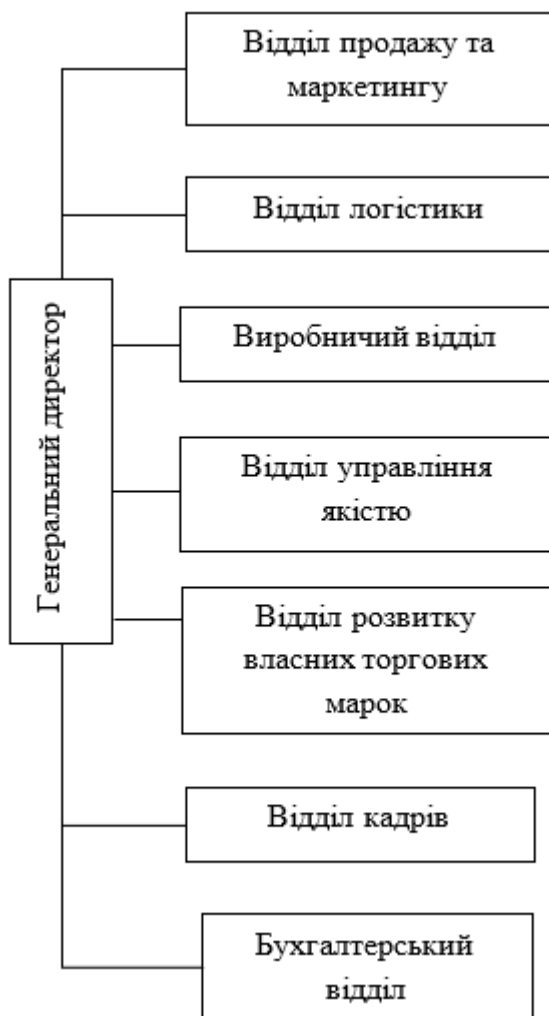 Відділ продажу та
маркетингу
Відділ логістики
Генеральний директор
Виробничий відділ
Відділ управління
якістю
Відділ розвитку
власних торгових
марок
Відділ кадрів
Бухгалтерський
відділ